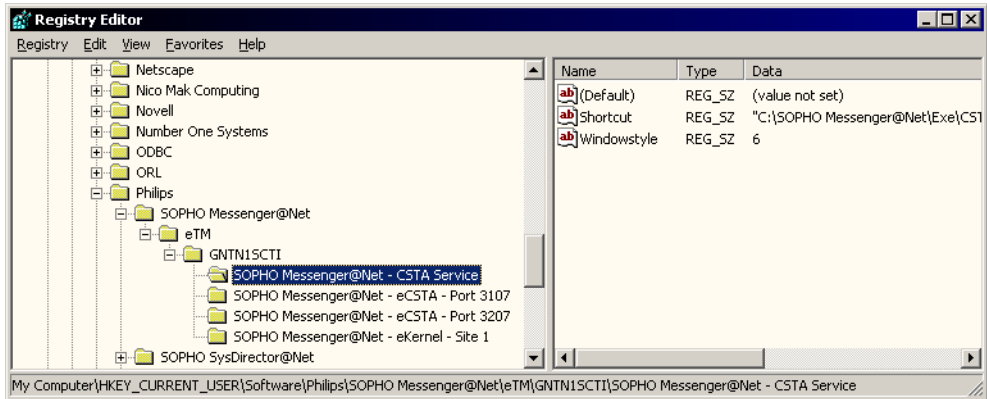 Registry Editor
Registry Edit View Favorites Help
Netscape
Nico Mak Computing
Novell
Number One Systems
ODBC
ORL
Philips
SOPHO Messenger@Net
eTM
GNTN1SCTI
SOPHO Messenger@Net - CSTA Service
SOPHO Messenger@Net - eCSTA - Port 3107
SOPHO Messenger@Net - eCSTA - Port 3207
SOPHO Messenger@Net - eKernel - Site 1
SOPHO SysDirector@Net
Name Type Data
(Default) REG_SZ (value not set)
Shortcut REG_SZ "C:\SOPHO Messenger@Net\Exe\CST
Windowstyle REG_SZ 6
My Computer\HKEY_CURRENT_USER\Software\Philips\SOPHO Messenger@Net\eTM\GNTN1SCTI\SOPHO Messenger@Net - CSTA Service